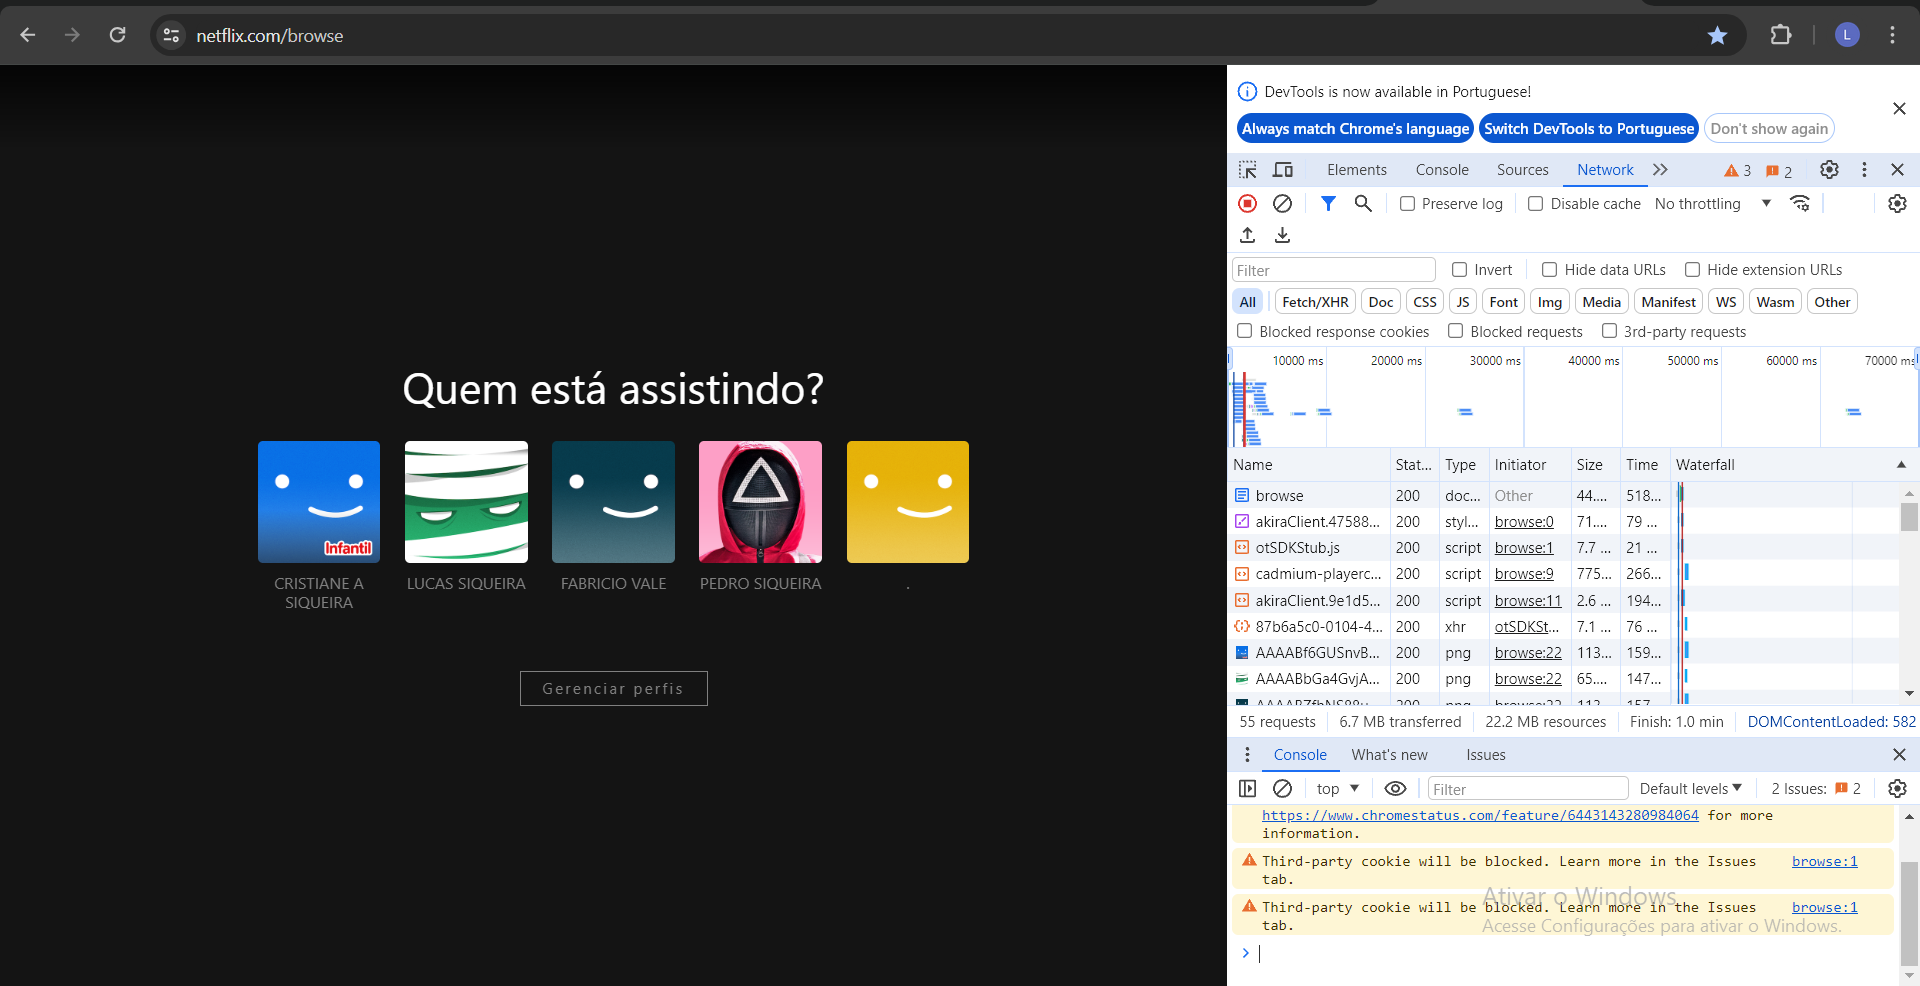 netflix.com/browse
L
Quem está assistindo?
Infantil
CRISTIANE A
SIQUEIRA
LUCAS SIQUEIRA
FABRICIO VALE
PEDRO SIQUEIRA
.
Gerenciar perfis
DevTools is now available in Portuguese!
Always match Chrome's language
Switch DevTools to Portuguese
Don't show again
Elements Console Sources Network 3 2
Preserve log Disable cache No throttling
Filter Invert Hide data URLs Hide extension URLs
All Fetch/XHR Doc CSS JS Font Img Media Manifest WS Wasm Other
Blocked response cookies Blocked requests 3rd-party requests
10000 ms 20000 ms 30000 ms 40000 ms 50000 ms 60000 ms 70000 ms
Name Stat... Type Initiator Size Time Waterfall
browse 200 doc... Other 44.... 518...
akiraClient.47588... 200 styl... browse:0 71.... 79 ...
otSDKStub.js 200 script browse:1 7.7 ... 21 ...
cadmium-playerc... 200 script browse:9 775... 266...
akiraClient.9e1d5... 200 script browse:11 2.6 ... 194...
87b6a5c0-0104-4... 200 xhr otSDKSt... 7.1 ... 76 ...
AAAABf6GUSnvB... 200 png browse:22 113... 159...
AAAABbGa4GvjA... 200 png browse:22 65.... 147...
55 requests 6.7 MB transferred 22.2 MB resources Finish: 1.0 min DOMContentLoaded: 582
Console What's new Issues
top Filter Default levels 2 Issues: 2
https://www.chromestatus.com/feature/6443143280984064 for more
information.
Third-party cookie will be blocked. Learn more in the Issues browse:1
tab.
Third-party cookie will be blocked. Learn more in the Issues browse:1
tab.
Ativar o Windows
Acesse Configurações para ativar o Windows.